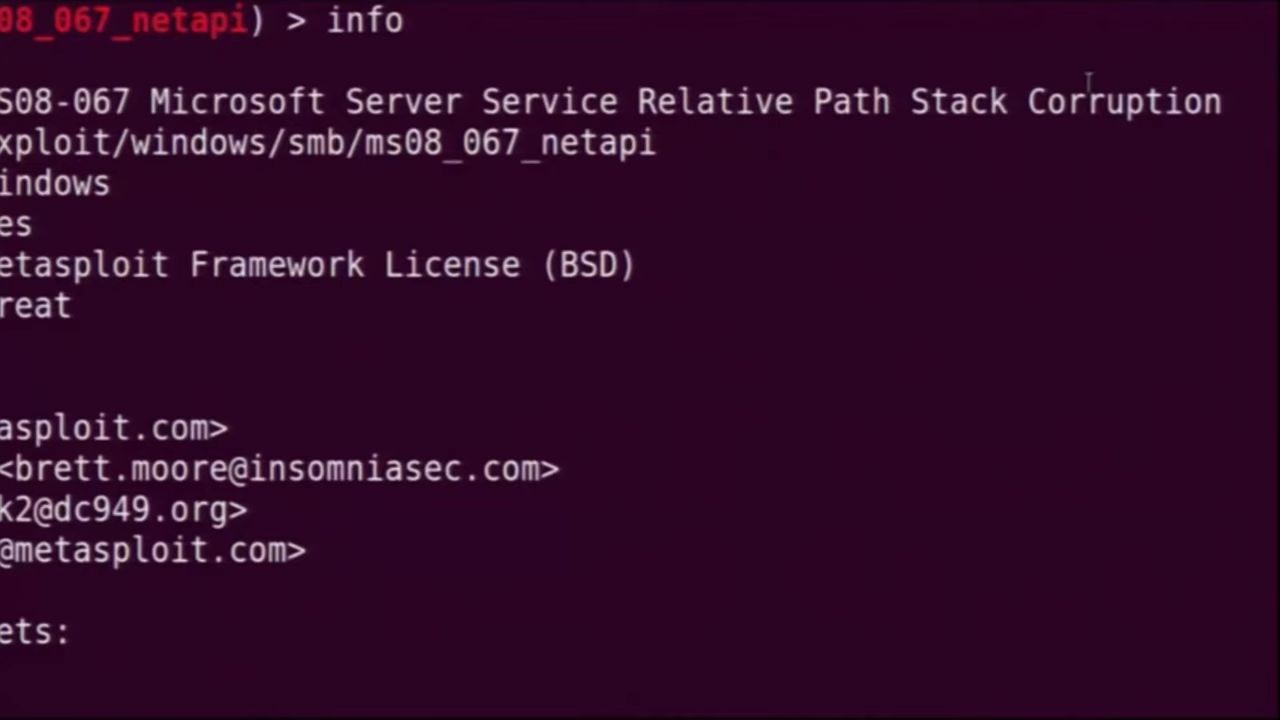 08_067_netapi) > info
S08-067 Microsoft Server Service Relative Path Stack Corruption
xploit/windows/smb/ms08_067_netapi
indows
es
etasploit Framework License (BSD)
reat
asploit.com>
<brett.moore@insomniasec.com>
k2@dc949.org>
@metasploit.com>
ets: